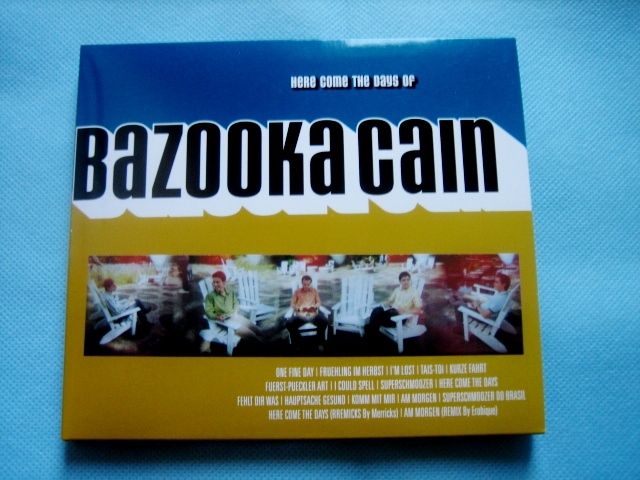 Here come the Days of
Bazooka cain
ONE FINE DAY | FROEHLING IM HERBST | I'M LOST | TAIS-TOI | KURZE FAHRT
FUERST-PUECKLER ART | I COULD SPELL | SUPERSCHMOOZER | HERE COME THE DAYS
FEHLT DIR WAS | HAUPTSACHE GESUND | KOMM MIT MIR | AM MORGEN | SUPERSCHMOOZER DO BRASIL
HERE COME THE DAYS (RREMICKS By Merricks) | AM MORGEN (REMIX By Erobique)